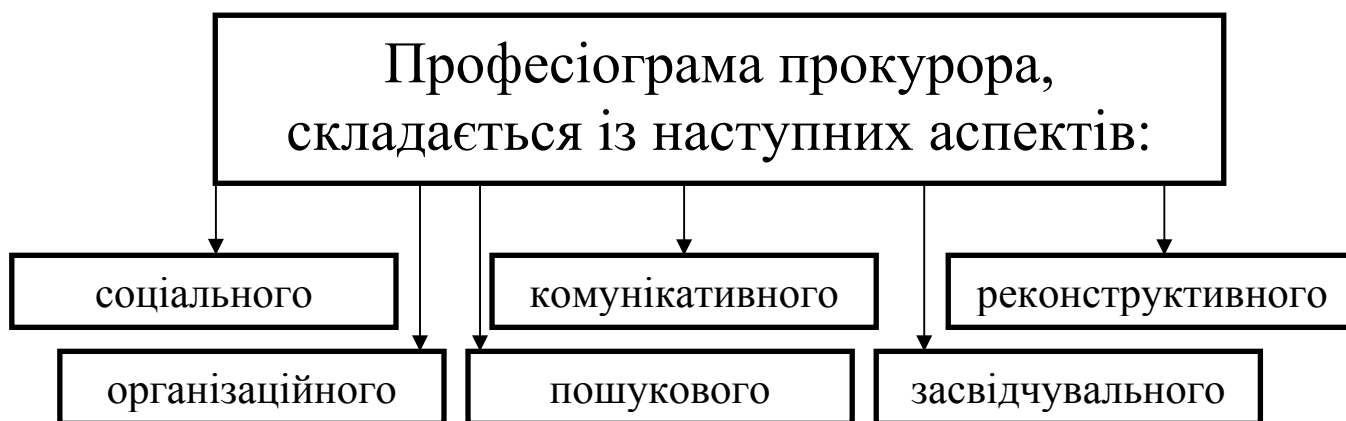 Професіограма прокурора,
складається із наступних аспектів:
соціального
комунікативного
реконструктивного
організаційного
пошукового
засвідчувального